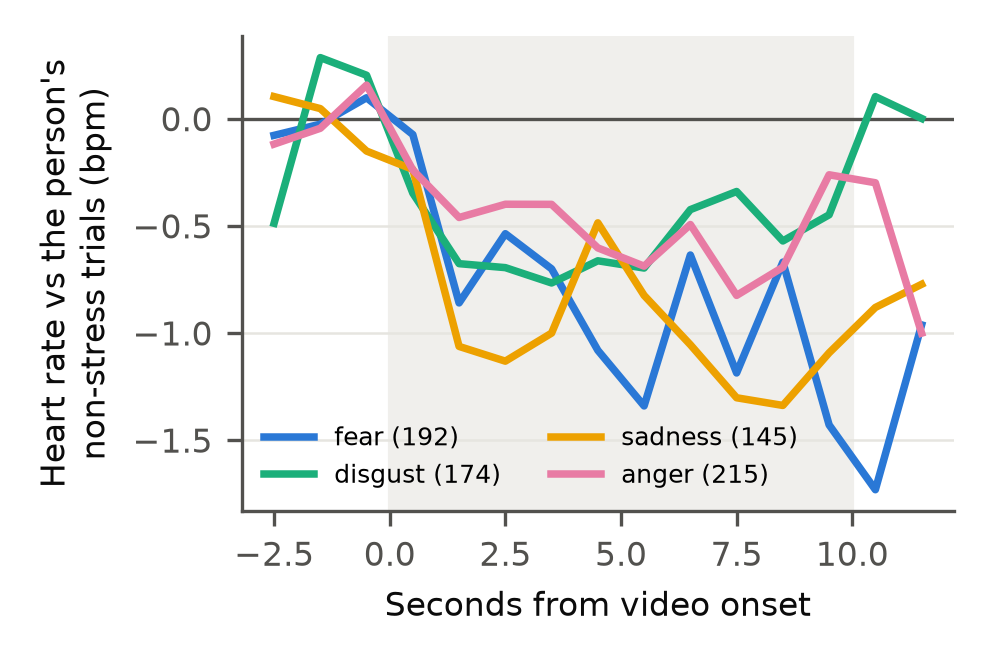 Heart rate vs the person's
non-stress trials (bpm)
0.0
−0.5
−1.0
−1.5
fear (192)
sadness (145)
disgust (174)
anger (215)
−2.5 0.0 2.5 5.0 7.5 10.0
Seconds from video onset